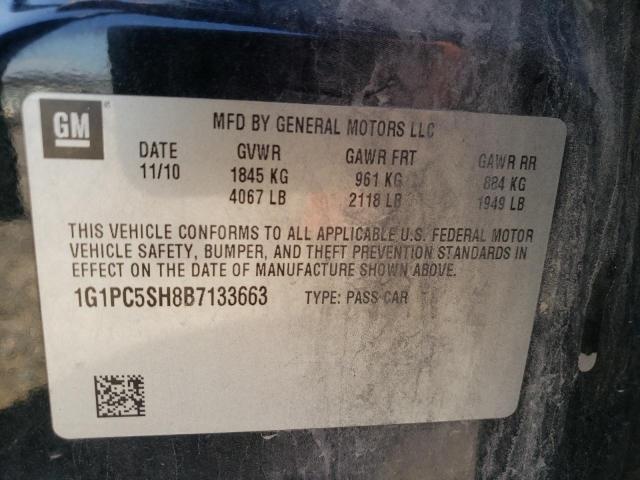 GM
MFD BY GENERAL MOTORS LLC
DATE GVWR GAWR FRT GAWR RR
11/10 1845 KG 961 KG 884 KG
4067 LB 2118 LB 1949 LB
THIS VEHICLE CONFORMS TO ALL APPLICABLE U.S. FEDERAL MOTOR
VEHICLE SAFETY, BUMPER, AND THEFT PREVENTION STANDARDS
IN EFFECT ON THE DATE OF MANUFACTURE SHOWN ABOVE.
1G1PC5SH8B7133663 TYPE: PASS CAR